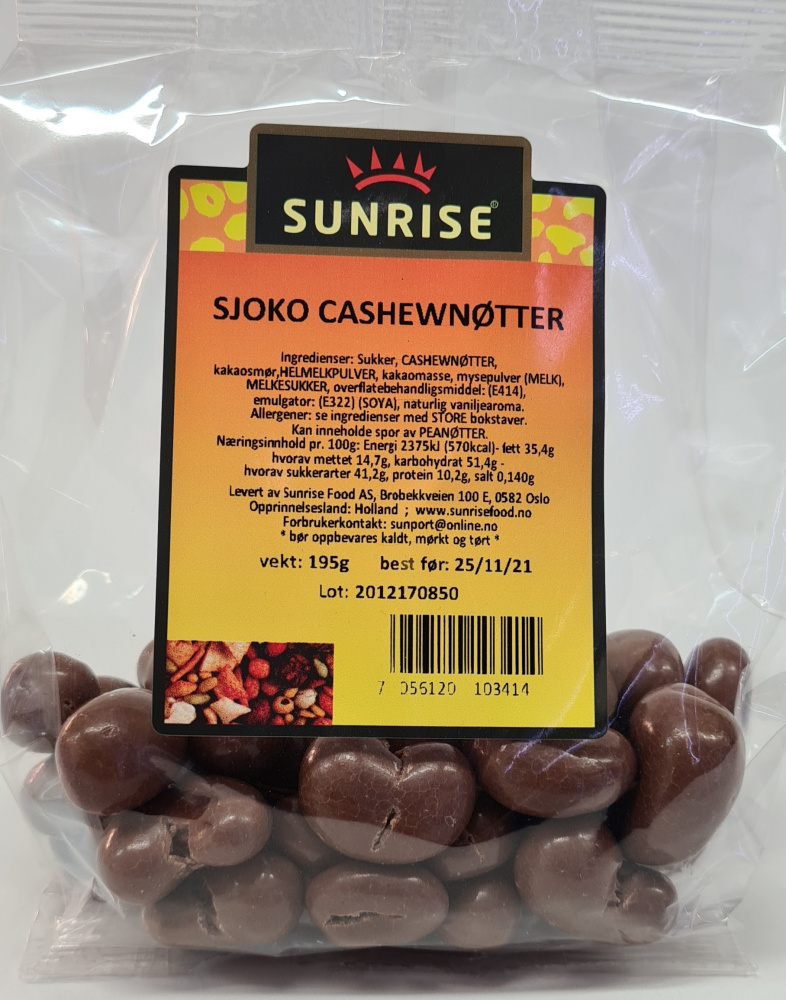 SUNRISE®
SJOKO CASHEWNØTTER
Ingredienser: Sukker, CASHEWNØTTER,
kakaosmør,HELMELKPULVER, kakaomasse, mysepulver (MELK),
MELKESUKKER, overflatebehandligsmiddel: (E414),
emulgator: (E322) (SOYA), naturlig vaniljearoma.
Allergener: se ingredienser med STORE bokstaver.
Kan inneholde spor av PEANØTTER.
Næringsinnhold pr. 100g: Energi 2375kJ (570kcal)- fett 35,4g
hvorav mettet 14,7g, karbohydrat 51,4g -
hvorav sukkerarter 41,2g, protein 10,2g, salt 0,140g
Levert av Sunrise Food AS, Brobekkveien 100 E, 0582 Oslo
Opprinnelsesland: Holland ; www.sunrisefood.no
Forbrukerkontakt: sunport@online.no
* bør oppbevares kaldt, mørkt og tørt *
vekt: 195g best før: 25/11/21
Lot: 2012170850
7 055120 103414